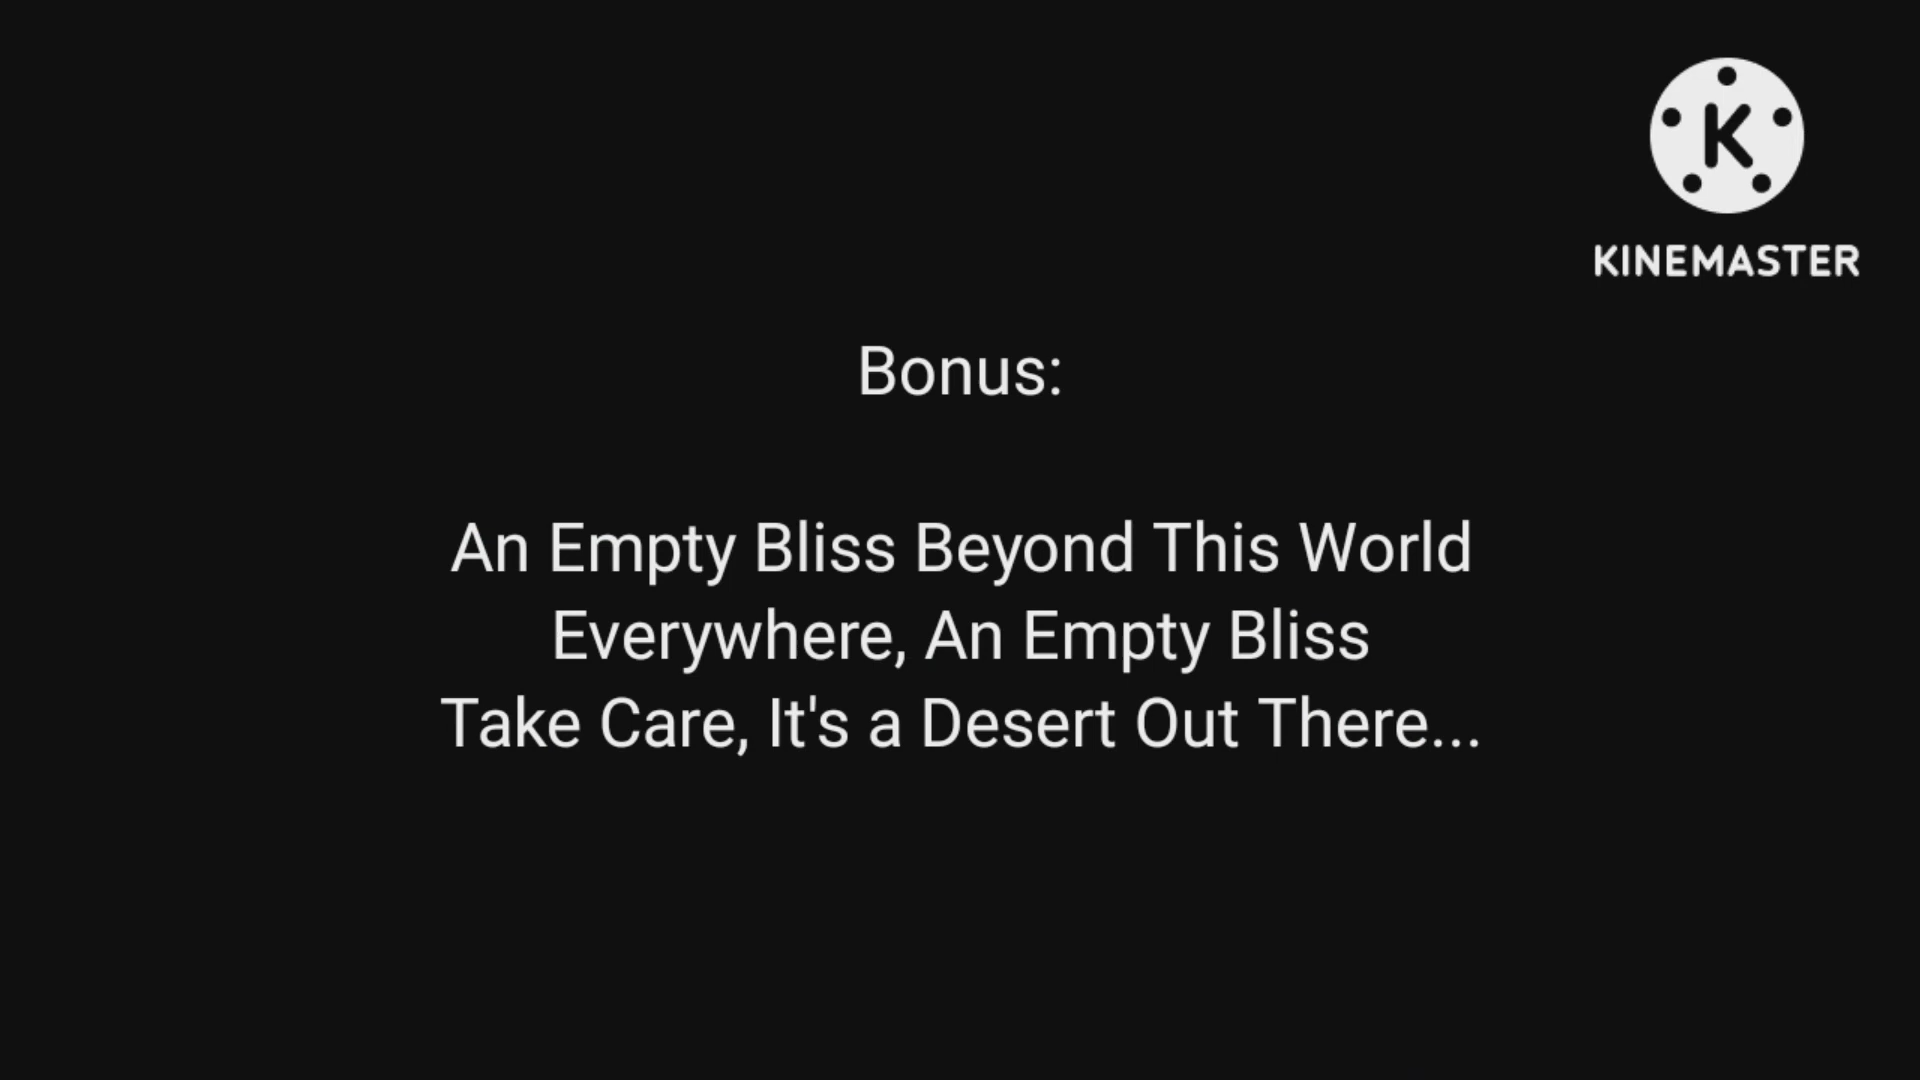 K
KINEMASTER
Bonus:
An Empty Bliss Beyond This World
Everywhere, An Empty Bliss
Take Care, It's a Desert Out There...